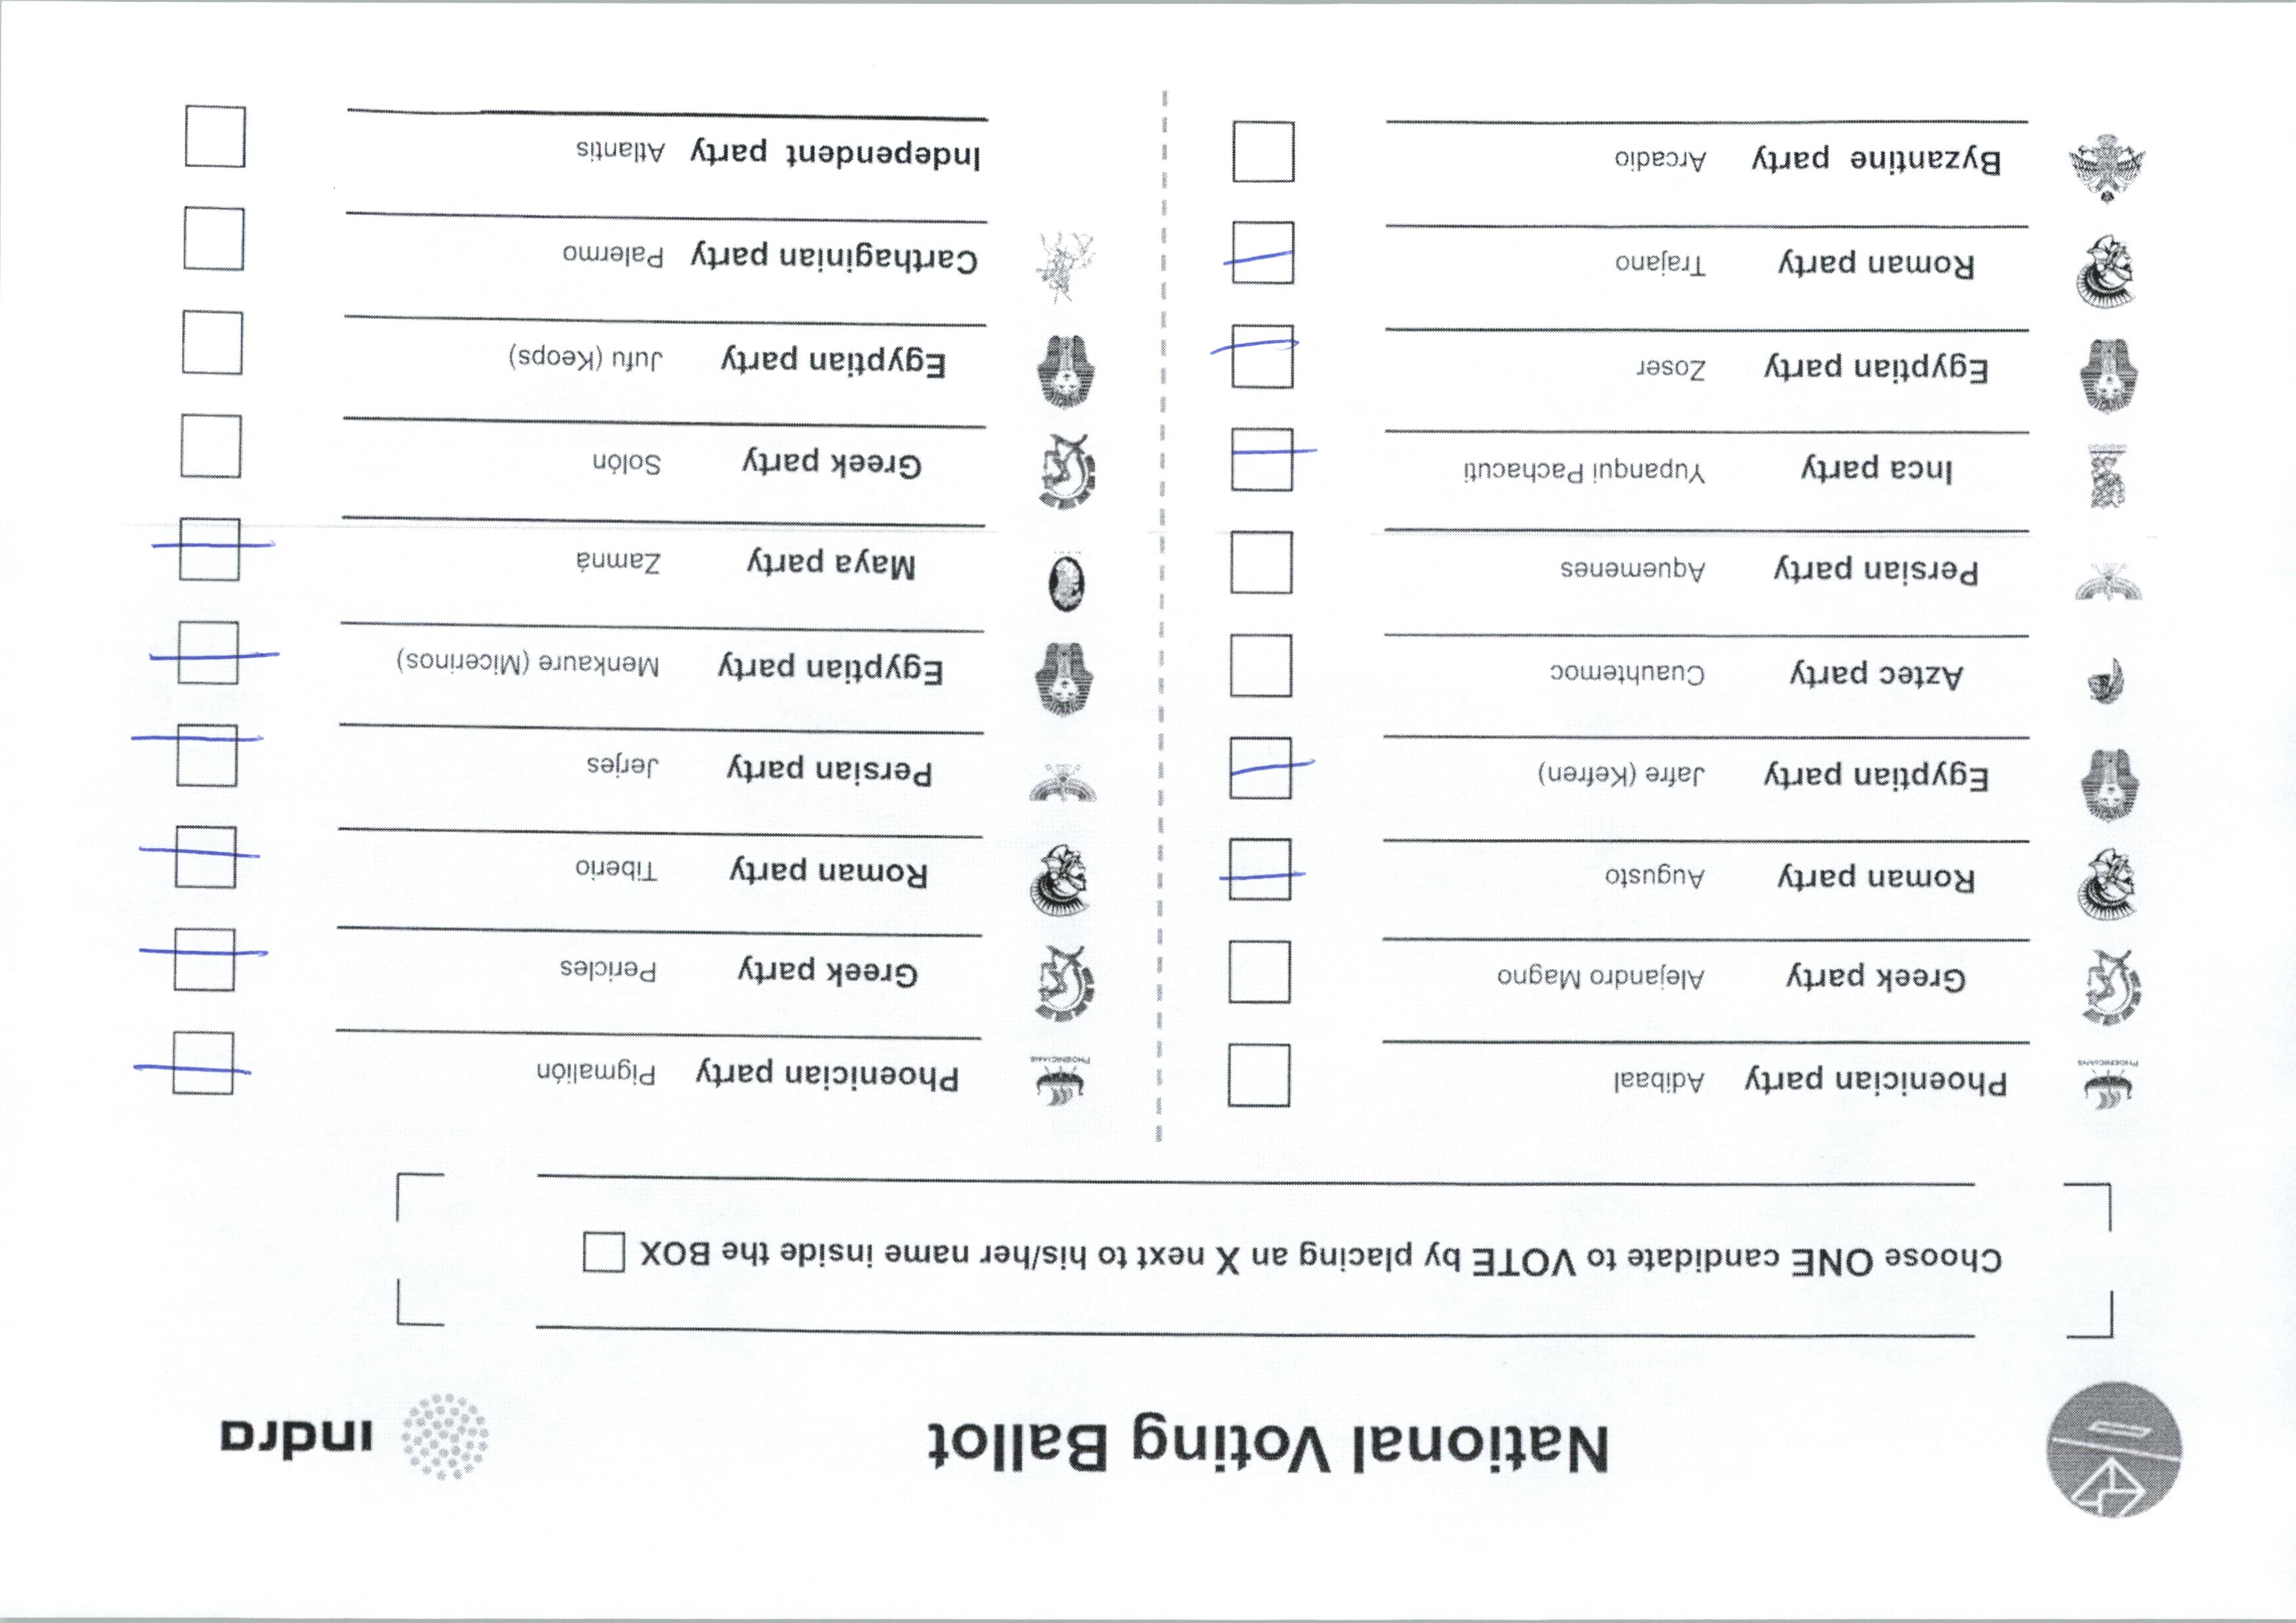 National Voting Ballot
indra
Choose ONE candidate to VOTE by placing an X next to his/her name inside the BOX
PHOENICIANS
Phoenician party Adibaal
Greek party Alejandro Magno
Roman party Augusto
Egyptian party Jafre (Kefren)
Aztec party Cuauhtemoc
Persian party Aquemenes
Inca party Yupanqui Pachacuti
Egyptian party Zoser
Roman party Trajano
Byzantine party Arcadio
PHOENICIANS
Phoenician party Pigmalión
Greek party Pericles
Roman party Tiberio
Persian party Jerjes
Egyptian party Menkaure (Micerinos)
Maya party Zamná
Greek party Solón
Egyptian party Jufu (Keops)
Carthaginian party Palermo
Independent party Atlantis